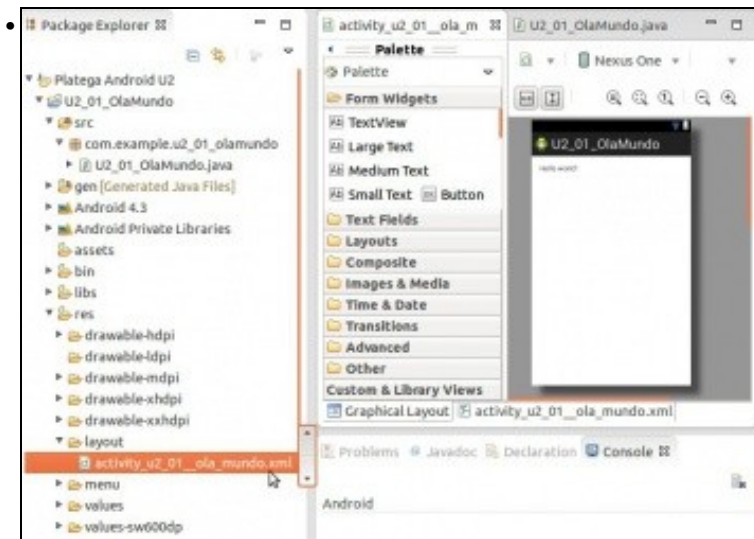 Package Explorer
Platega Android U2
U2_01_OlaMundo
src
com.example.u2_01_olamundo
U2_01_OlaMundo.java
gen [Generated Java Files]
Android 4.3
Android Private Libraries
assets
bin
libs
res
drawable-hdpi
drawable-ldpi
drawable-mdpi
drawable-xhdpi
drawable-xxhdpi
layout
activity_u2_01__ola_mundo.xml
menu
values
values-sw600dp
activity_u2_01__ola_m
U2_01_OlaMundo.java
Palette
Palette
Form Widgets
TextView
Large Text
Medium Text
Small Text Button
Text Fields
Layouts
Composite
Images & Media
Time & Date
Transitions
Advanced
Other
Custom & Library Views
Nexus One
U2_01_OlaMundo
Hello world!
Graphical Layout activity_u2_01__ola_mundo.xml
Problems @ Javadoc Declaration Console
Android